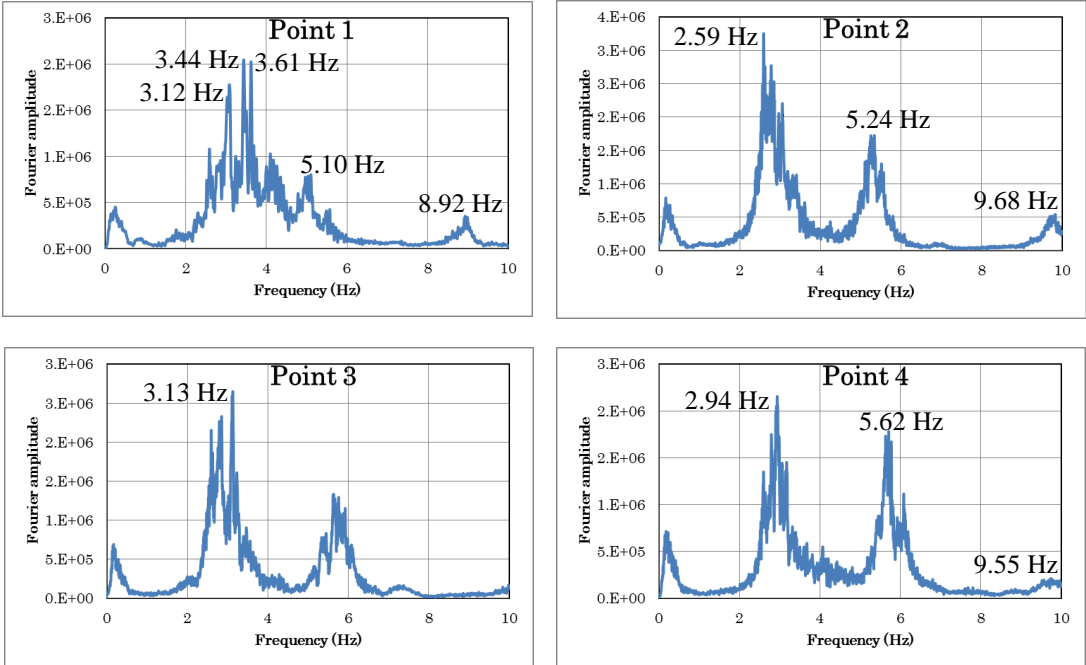 Point 1
3.E+06
2.E+06
2.E+06
1.E+06
5.E+05
0.E+00
Fourier amplitude
3.44 Hz
3.61 Hz
3.12 Hz
5.10 Hz
8.92 Hz
0 2 4 6 8 10
Frequency (Hz)
Point 2
4.E+06
3.E+06
3.E+06
2.E+06
2.E+06
1.E+06
5.E+05
0.E+00
Fourier amplitude
2.59 Hz
5.24 Hz
9.68 Hz
0 2 4 6 8 10
Frequency (Hz)
Point 3
3.E+06
3.E+06
2.E+06
2.E+06
1.E+06
5.E+05
0.E+00
Fourier amplitude
3.13 Hz
0 2 4 6 8 10
Frequency (Hz)
Point 4
3.E+06
2.E+06
2.E+06
1.E+06
5.E+05
0.E+00
Fourier amplitude
2.94 Hz
5.62 Hz
9.55 Hz
0 2 4 6 8 10
Frequency (Hz)